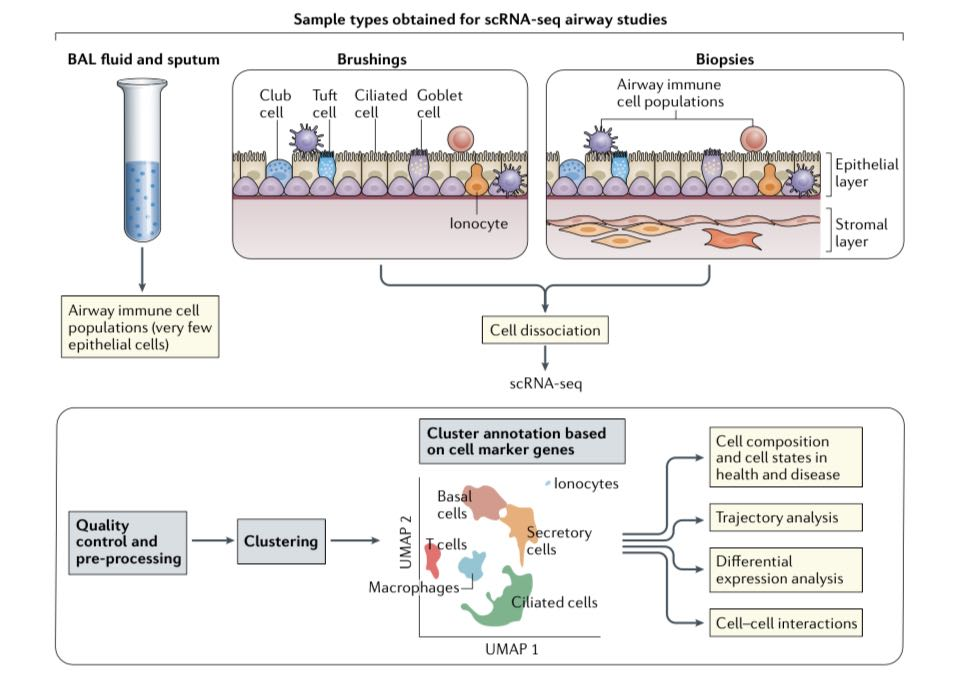 Sample types obtained for scRNA-seq airway studies
BAL fluid and sputum
Brushings
Biopsies
Club
cell
Tuft
cell
Ciliated
cell
Goblet
cell
Ionocyte
Airway immune
cell populations
Epithelial
layer
Stromal
layer
Airway immune cell
populations (very few
epithelial cells)
Cell dissociation
scRNA-seq
Quality
control and
pre-processing
Clustering
Cluster annotation based
on cell marker genes
UMAP 2
Basal
cells
Ionocytes
Secretory
cells
T cells
Macrophages
Ciliated cells
UMAP 1
Cell composition
and cell states in
health and disease
Trajectory analysis
Differential
expression analysis
Cell–cell interactions